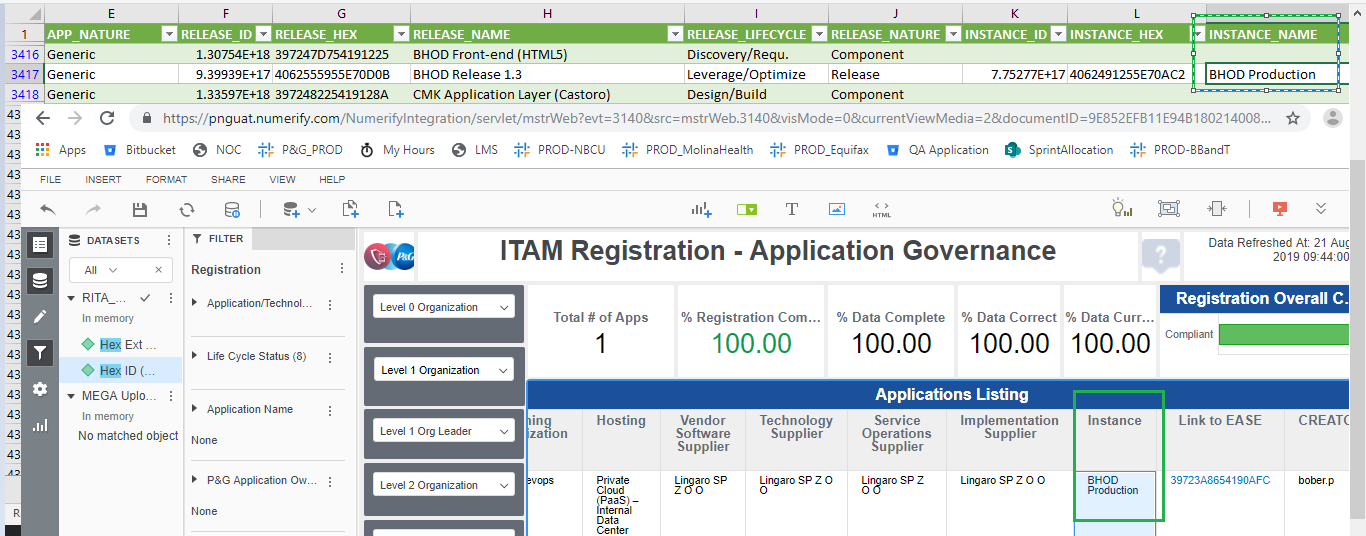 E F G H I J K L M
1 APP_NATURE RELEASE_ID RELEASE_HEX RELEASE_NAME RELEASE_LIFECYCLE RELEASE_NATURE INSTANCE_ID INSTANCE_HEX INSTANCE_NAME
3416 Generic 1.30754E+18 397247D754191225 BHOD Front-end (HTML5) Discovery/Requ. Component
3417 Generic 9.39939E+17 4062555955E70D0B BHOD Release 1.3 Leverage/Optimize Release 7.75277E+17 4062491255E70AC2 BHOD Production
3418 Generic 1.33597E+18 397248225419128A CMK Application Layer (Castoro) Design/Build Component
https://pnguat.numerify.com/NumerifyIntegration/servlet/mstrWeb?evt=3140&src=mstrWeb.3140&visMode=0&currentViewMedia=2&documentID=9E852EFB11E94B180214008...
Apps Bitbucket NOC P&G_PROD My Hours LMS PROD-NBCU PROD_MolinaHealth PROD_Equifax QA Application SprintAllocation PROD-BBandT
FILE INSERT FORMAT SHARE VIEW HELP
T HTML
DATASETS
All
RITA_...
In memory
Hex Ext ...
Hex ID (...
MEGA Uplo...
In memory
No matched object
FILTER
Registration
Application/Technol...
Life Cycle Status (8)
Application Name
None
P&G Application Ow...
None
P&G
ITAM Registration - Application Governance
?
Data Refreshed At: 21 Aug
2019 09:44:00
Level 0 Organization
Level 1 Organization
Level 1 Org Leader
Level 2 Organization
Total # of Apps
1
% Registration Com...
100.00
% Data Complete
100.00
% Data Correct
100.00
% Data Curr...
100.00
Registration Overall C...
Compliant
Applications Listing
ning
ization
Hosting
Vendor
Software
Supplier
Technology
Supplier
Service
Operations
Supplier
Implementation
Supplier
Instance
Link to EASE
CREATO
evops
Private
Cloud
(PaaS) –
Internal
Data
Center
Lingaro SP
Z O O
Lingaro SP Z O
O
Lingaro SP
Z O O
Lingaro SP Z O O
BHOD
Production
39723A8654190AFC
bober.p